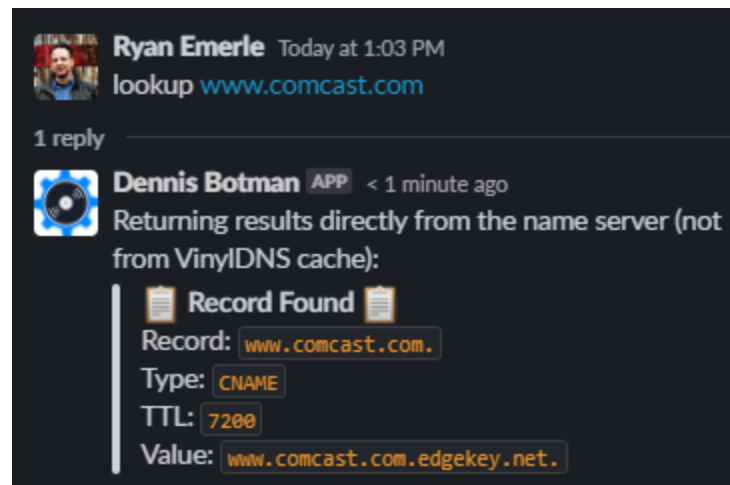 Ryan Emerle Today at 1:03 PM
lookup www.comcast.com
1 reply
Dennis Botman APP < 1 minute ago
Returning results directly from the name server (not
from VinylDNS cache):
Record Found
Record: www.comcast.com.
Type: CNAME
TTL: 7200
Value: www.comcast.com.edgekey.net.